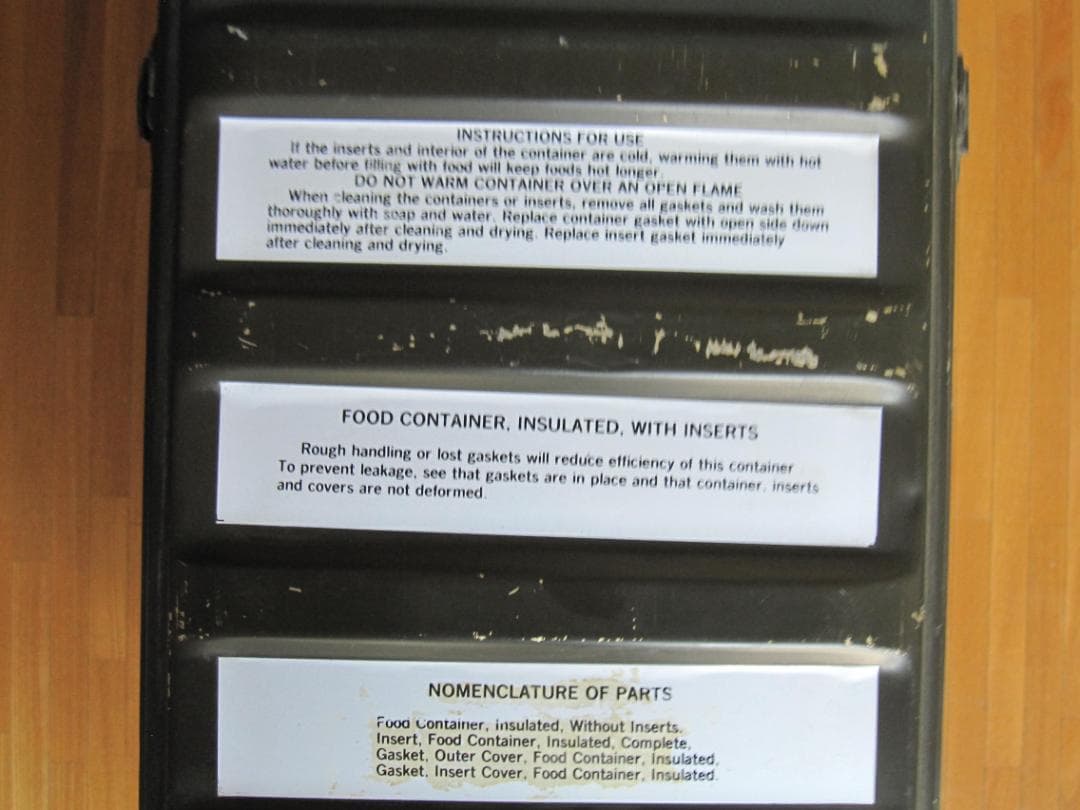 INSTRUCTIONS FOR USE
If the inserts and interior of the container are cold, warming them with hot
water before filling with food will keep foods hot longer.
DO NOT WARM CONTAINER OVER AN OPEN FLAME
When cleaning the containers or inserts, remove all gaskets and wash them
thoroughly with soap and water. Replace container gasket with open side down
immediately after cleaning and drying. Replace insert gasket immediately
after cleaning and drying.
FOOD CONTAINER, INSULATED, WITH INSERTS
Rough handling or lost gaskets will reduce efficiency of this container
To prevent leakage, see that gaskets are in place and that container, inserts
and covers are not deformed.
NOMENCLATURE OF PARTS
Food Container, insulated, Without Inserts.
Insert, Food Container, Insulated, Complete,
Gasket, Outer Cover, Food Container, Insulated,
Gasket, Insert Cover, Food Container, Insulated.